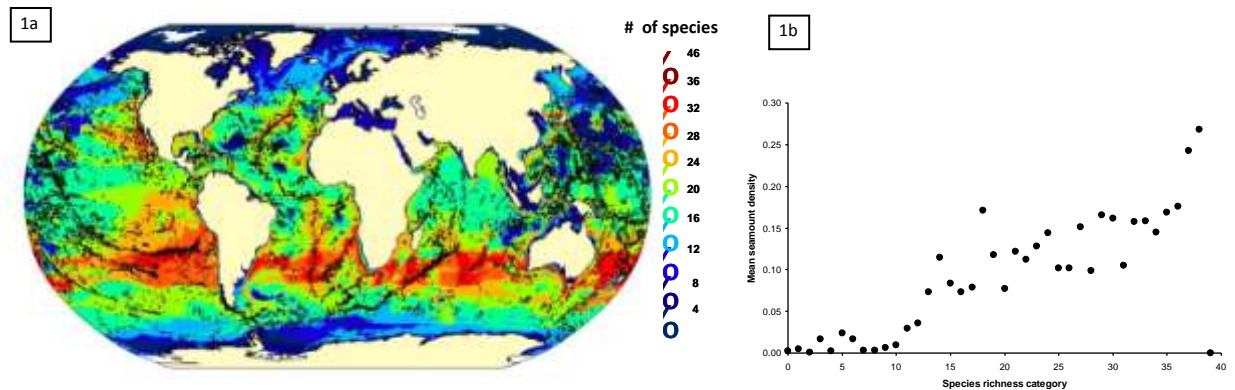 1a
# of species
46
36
32
28
24
20
16
12
8
4
1b
Mean seamount density
0.30
0.25
0.20
0.15
0.10
0.05
0.00
0 5 10 15 20 25 30 35 40
Species richness category